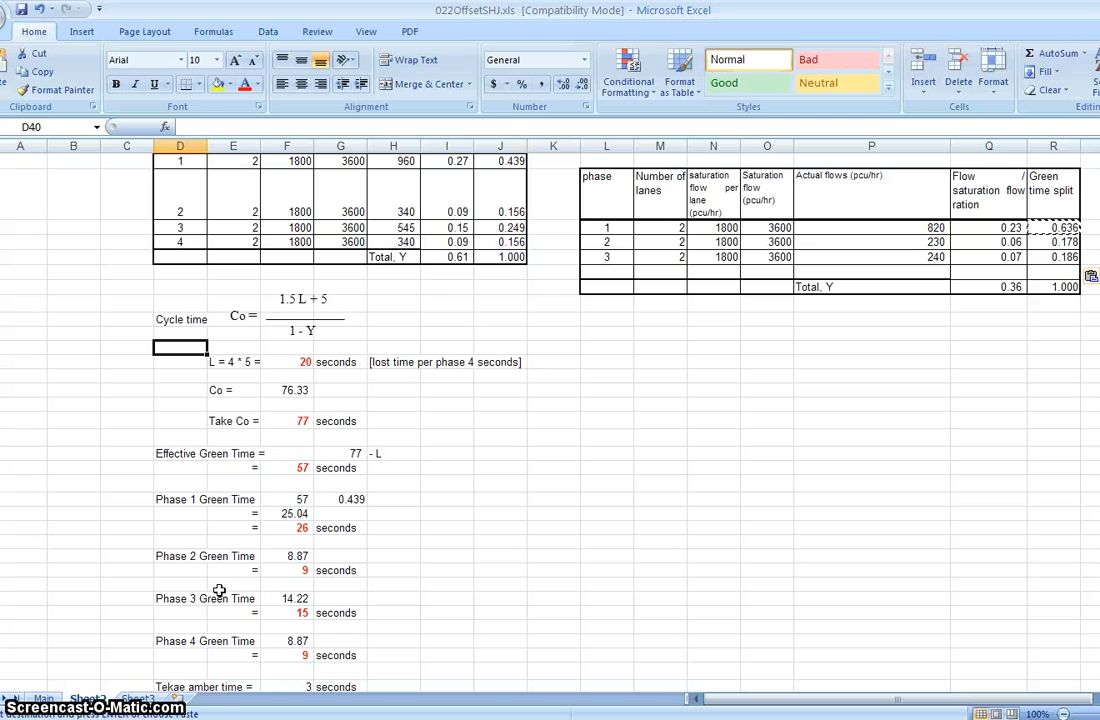 022OffsetSHJ.xls [Compatibility Mode] - Microsoft Excel
Home Insert Page Layout Formulas Data Review View PDF
Cut
Copy
Format Painter
Clipboard
Arial 10
B I U
Font
Wrap Text
Merge & Center
Alignment
General
$ % ,
Number
Conditional Formatting
Format as Table
Normal Bad
Good Neutral
Styles
Insert Delete Format
Cells
AutoSum
Fill
Clear
D40 fx
A B C D E F G H I J K L M N O P Q R
1 2 1800 3600 960 0.27 0.439
2 2 1800 3600 340 0.09 0.156
3 2 1800 3600 545 0.15 0.249
4 2 1800 3600 340 0.09 0.156
Total, Y 0.61 1.000
phase
Number of lanes
saturation flow per lane (pcu/hr)
Saturation flow (pcu/hr)
Actual flows (pcu/hr)
Flow / saturation flow ration
Green time split
1 2 1800 3600 820 0.23 0.636
2 2 1800 3600 230 0.06 0.178
3 2 1800 3600 240 0.07 0.186
Total, Y 0.36 1.000
1.5 L + 5
Cycle time Co =
1 - Y
L = 4 * 5 = 20 seconds [lost time per phase 4 seconds]
Co = 76.33
Take Co = 77 seconds
Effective Green Time = 77 - L
= 57 seconds
Phase 1 Green Time 57 0.439
= 25.04
= 26 seconds
Phase 2 Green Time 8.87
= 9 seconds
Phase 3 Green Time 14.22
= 15 seconds
Phase 4 Green Time 8.87
= 9 seconds
Tekae amber time = 3 seconds
Main Sheet2 Sheet3
Screencast-O-Matic.com
100%